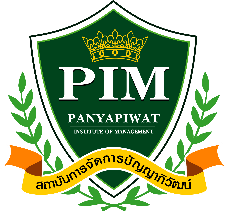 PIM
PANYAPIWAT
INSTITUTE OF MANAGEMENT
สถาบันการจัดการปัญญาภิวัฒน์